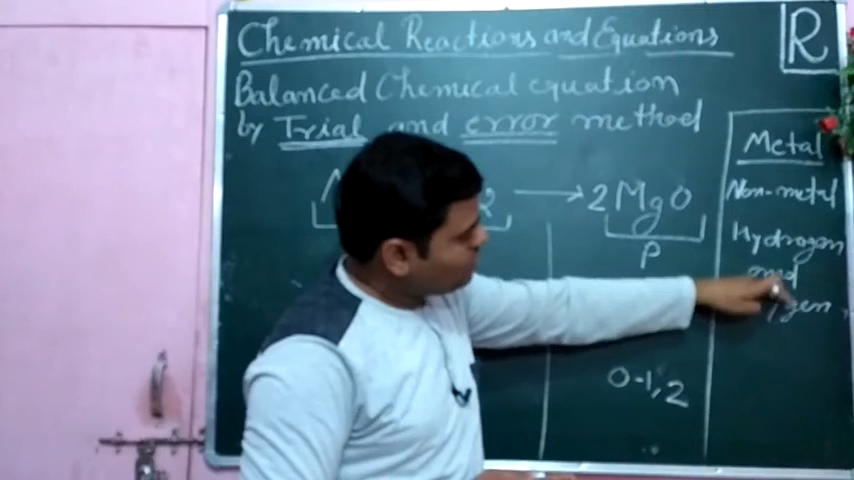 Chemical Reactions and Equations
R
Balanced Chemical equation
by Trial and error method
2 → 2MgO
P
O-1,2
Metal
Non-metal
Hydrogen
and